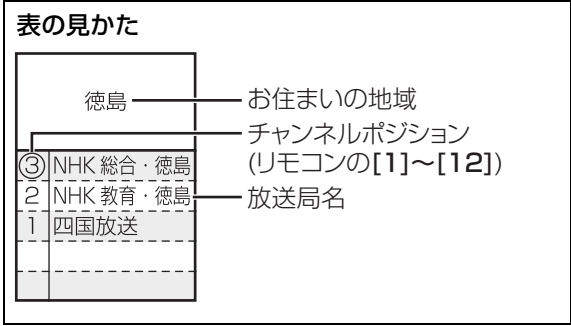 表の見かた
徳島
お住まいの地域
チャンネルポジション
(リモコンの[1]～[12])
放送局名
③ NHK 総合・徳島
2 NHK 教育・徳島
1 四国放送